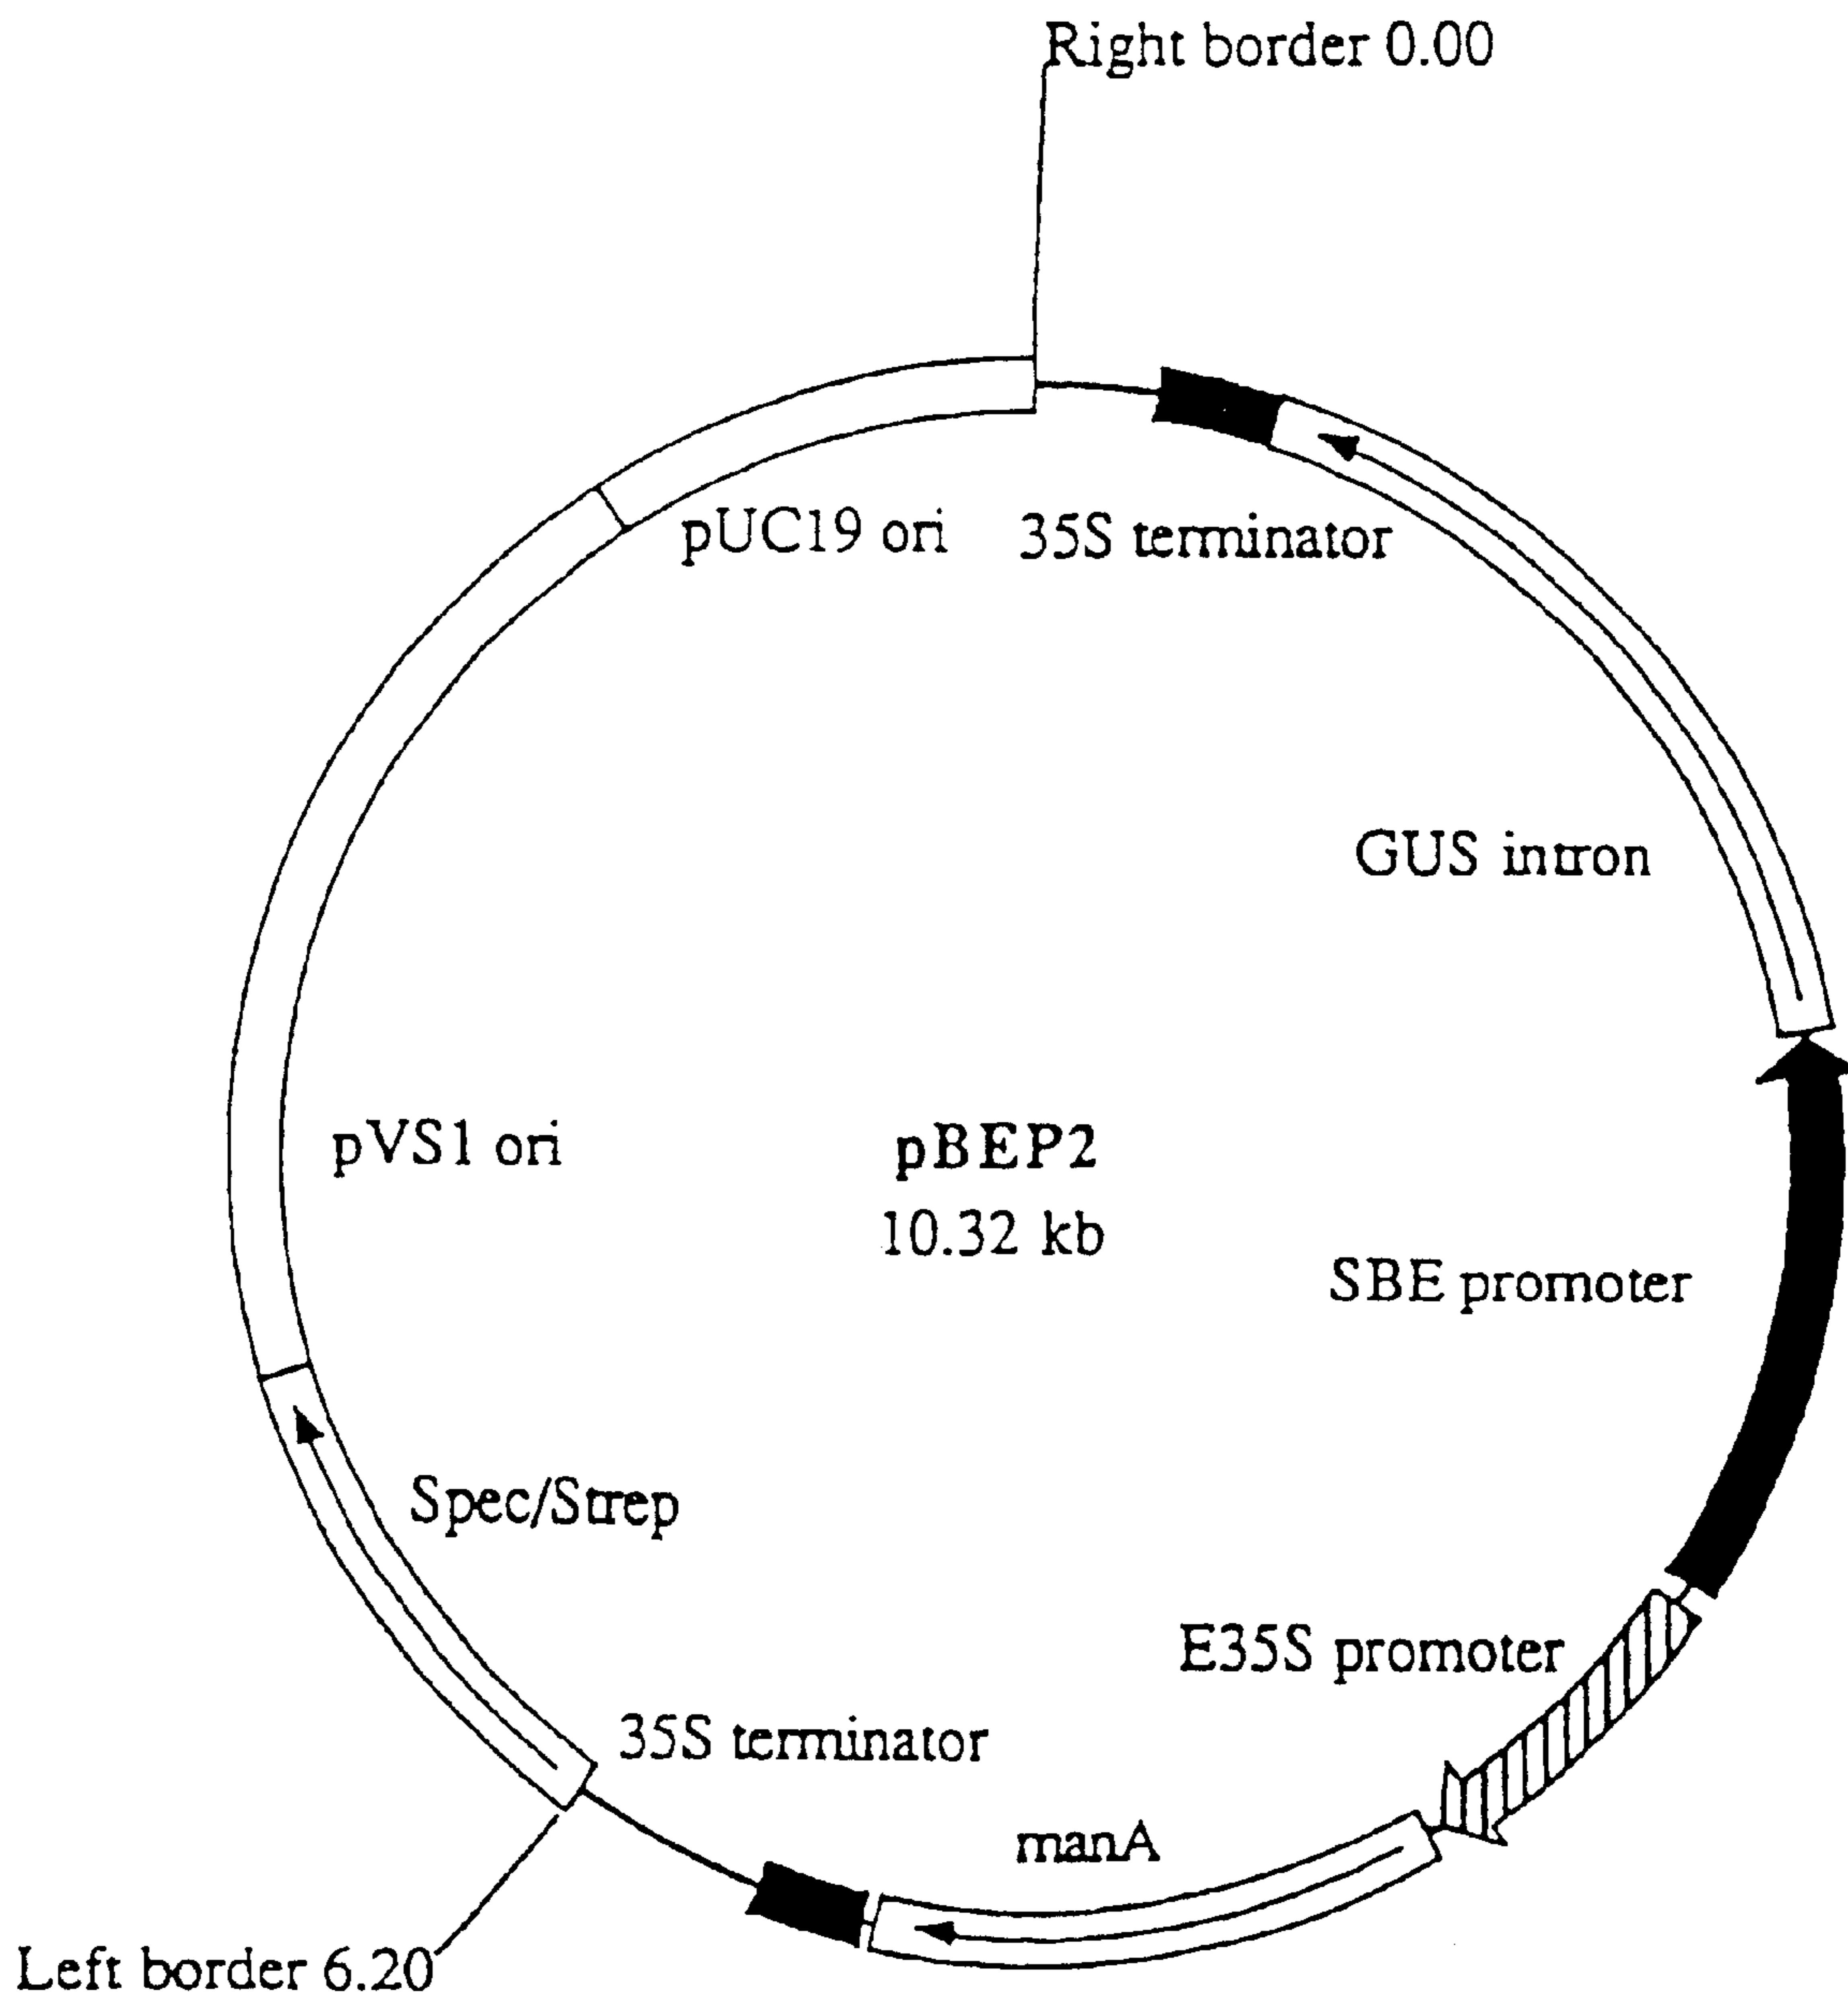 Right border 0.00
pUC19 ori
35S terminator
GUS intron
pVS1 ori
pBEP2
10.32 kb
SBE promoter
Spec/Strep
E35S promoter
35S terminator
manA
Left border 6.20